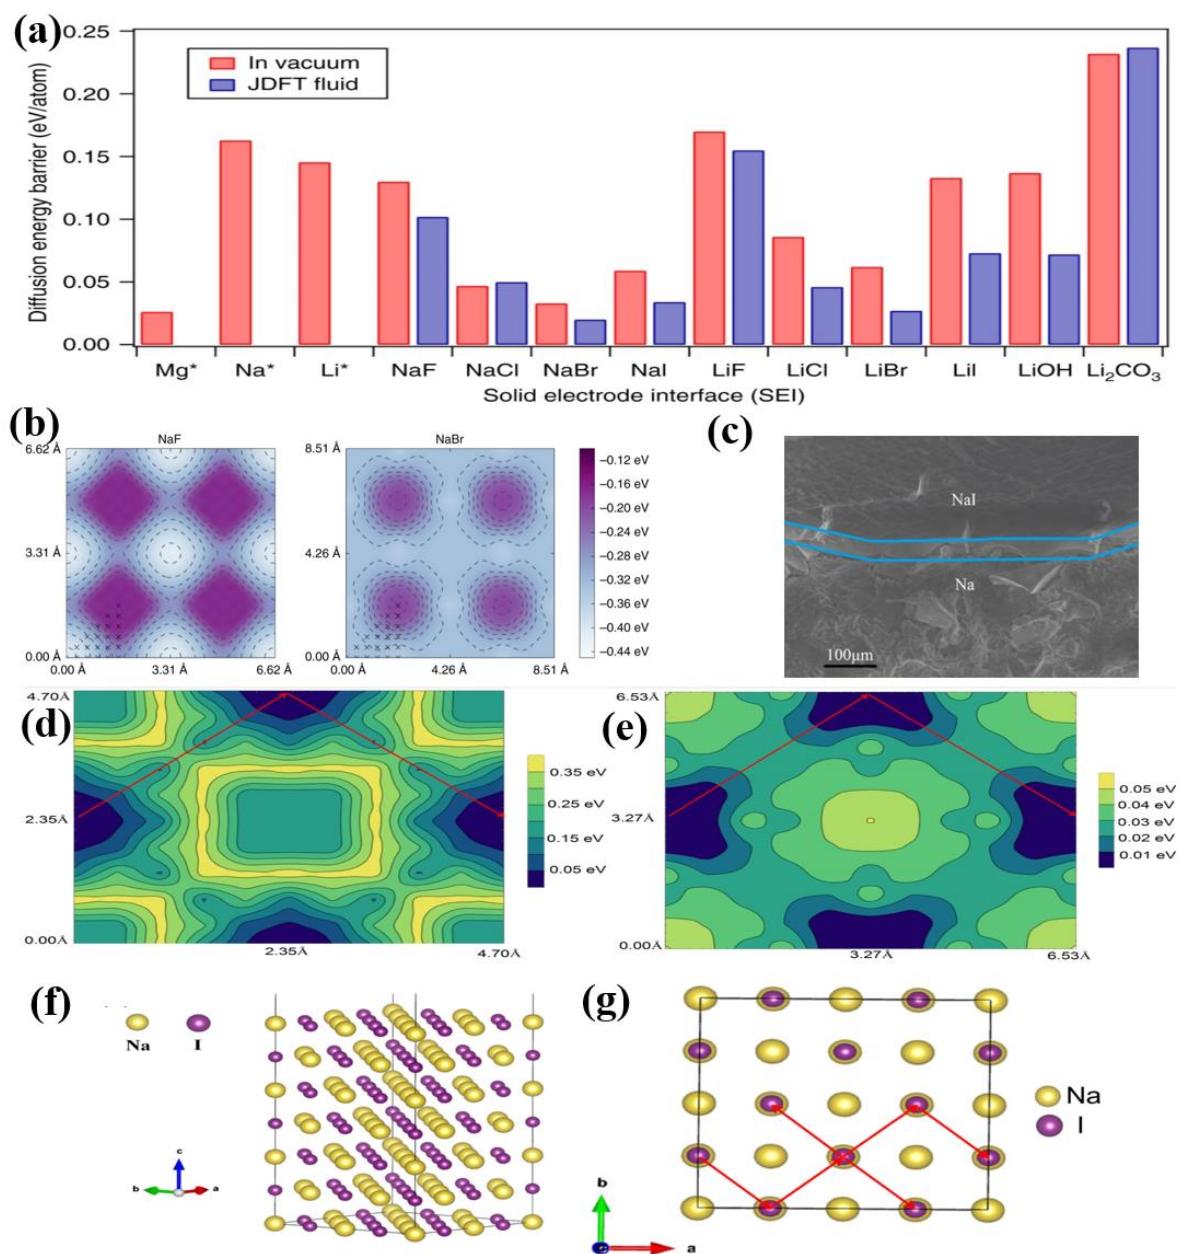 (a)
0.25
0.20
0.15
0.10
0.05
0.00
Diffusion energy barrier (eV/atom)
In vacuum
JDFT fluid
Mg* Na* Li* NaF NaCl NaBr NaI LiF LiCl LiBr LiI LiOH Li₂CO₃
Solid electrode interface (SEI)
(b)
NaF
6.62 Å
3.31 Å
0.00 Å
0.00 Å 3.31 Å 6.62 Å
NaBr
8.51 Å
4.26 Å
0.00 Å
0.00 Å 4.26 Å 8.51 Å
−0.12 eV
−0.16 eV
−0.20 eV
−0.24 eV
−0.28 eV
−0.32 eV
−0.36 eV
−0.40 eV
−0.44 eV
(c)
NaI
Na
100μm
(d)
4.70Å
2.35Å
0.00Å
2.35Å 4.70Å
0.35 eV
0.25 eV
0.15 eV
0.05 eV
(e)
6.53Å
3.27Å
0.00Å
3.27Å 6.53Å
0.05 eV
0.04 eV
0.03 eV
0.02 eV
0.01 eV
(f)
Na I
c
b a
(g)
Na
I
b
c a